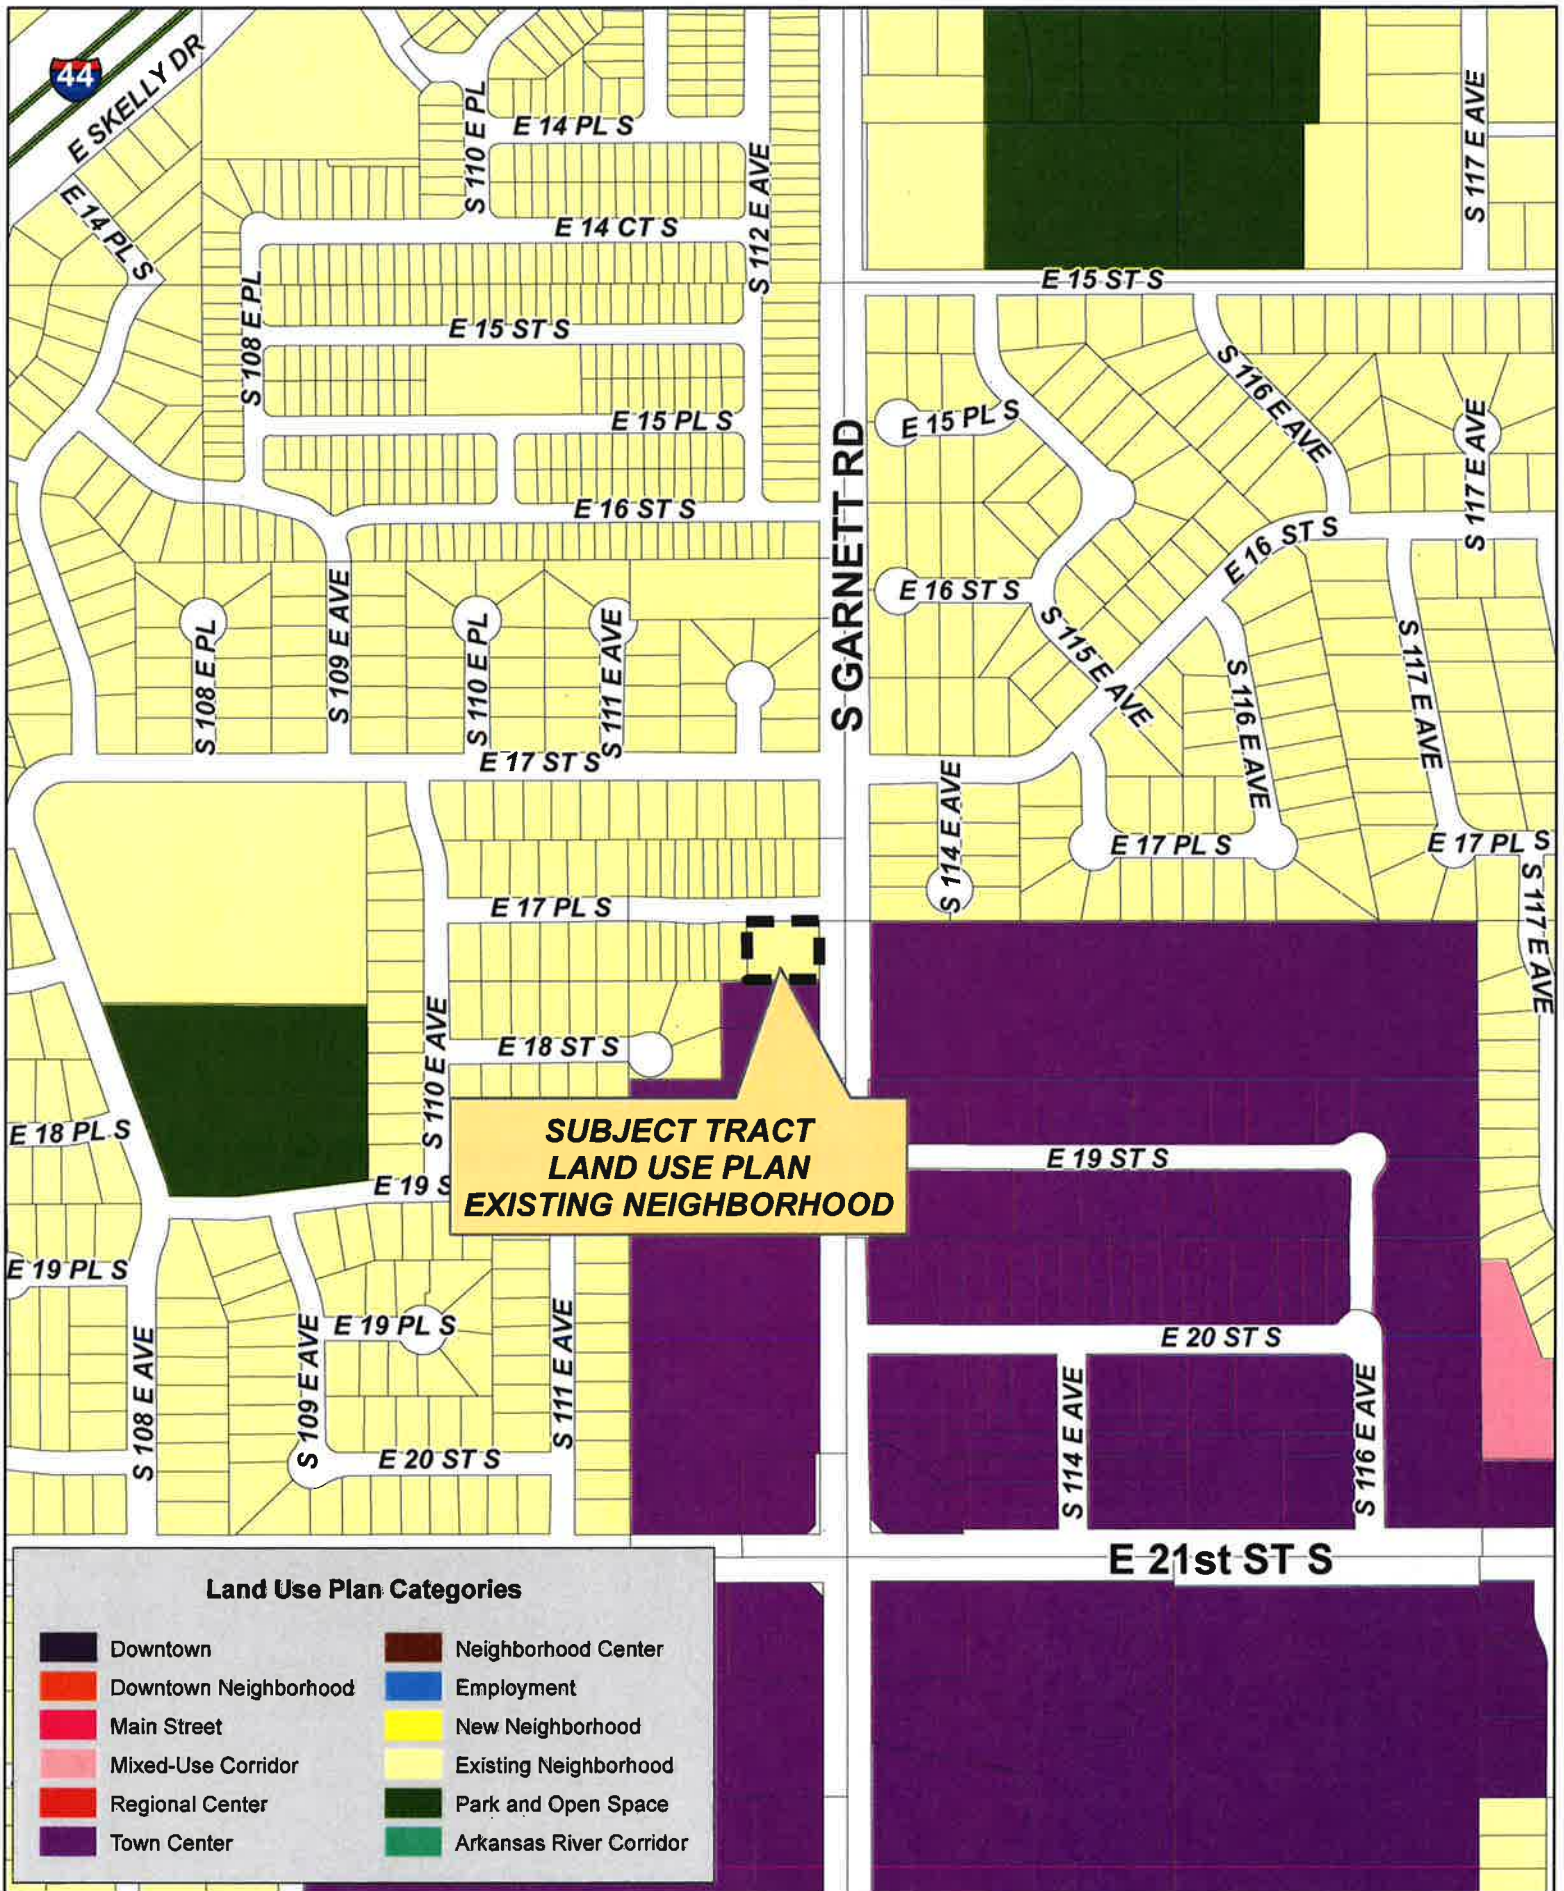 44
E SKELLY DR
E 14 PL S
S 110 E PL
E 14 PL S
S 112 E AVE
S 117 E AVE
E 14 CT S
E 15 ST S
S 108 E PL
E 15 ST S
E 15 PL S
S GARNETT RD
E 15 PL S
S 116 E AVE
S 117 E AVE
E 16 ST S
E 16 ST S
E 16 ST S
S 108 E PL
S 109 E AVE
S 110 E PL
S 111 E AVE
S 115 E AVE
S 116 E AVE
S 117 E AVE
E 17 ST S
S 114 E AVE
E 17 PL S
E 17 PL S
S 117 E AVE
E 17 PL S
S 110 E AVE
E 18 ST S
SUBJECT TRACT
LAND USE PLAN
EXISTING NEIGHBORHOOD
E 18 PL S
E 19 S
E 19 ST S
E 19 PL S
S 108 E AVE
S 109 E AVE
E 19 PL S
S 111 E AVE
E 20 ST S
E 20 ST S
S 114 E AVE
S 116 E AVE
E 21st ST S
Land Use Plan Categories
Downtown
Downtown Neighborhood
Main Street
Mixed-Use Corridor
Regional Center
Town Center
Neighborhood Center
Employment
New Neighborhood
Existing Neighborhood
Park and Open Space
Arkansas River Corridor